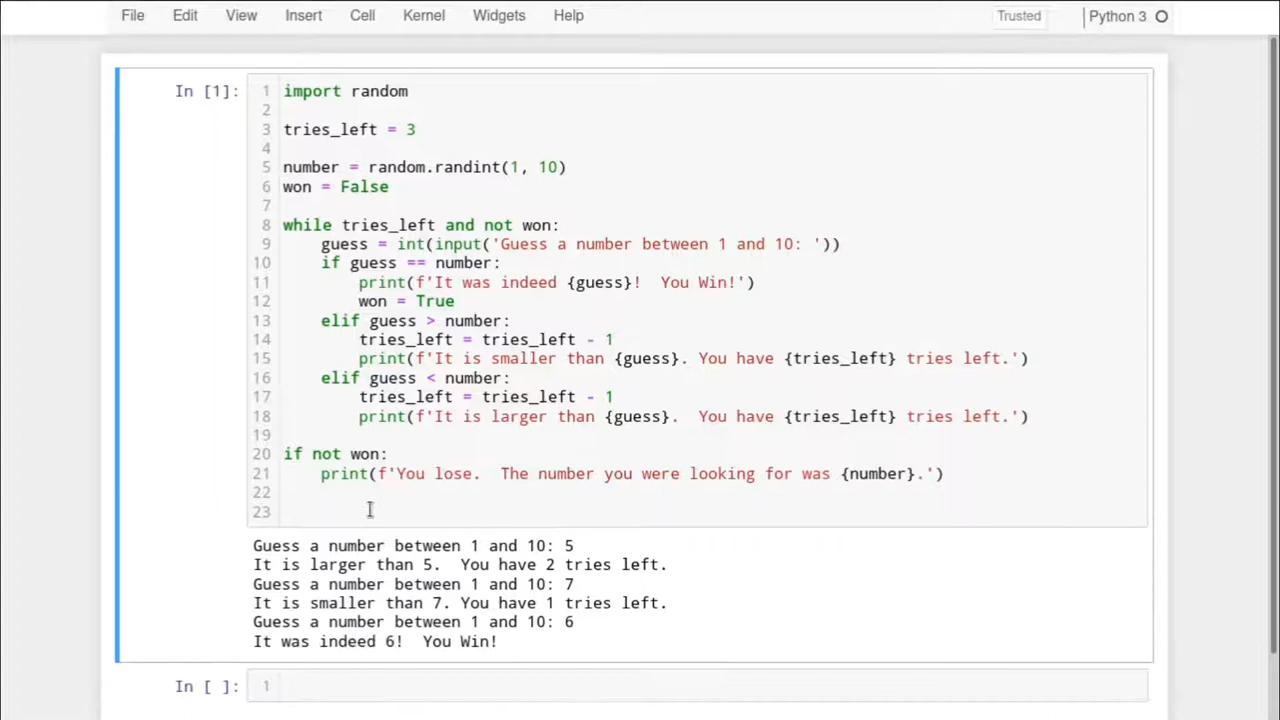 File Edit View Insert Cell Kernel Widgets Help Trusted Python 3
In [1]:
1 import random
2
3 tries_left = 3
4
5 number = random.randint(1, 10)
6 won = False
7
8 while tries_left and not won:
9     guess = int(input('Guess a number between 1 and 10: '))
10     if guess == number:
11         print(f'It was indeed {guess}!  You Win!')
12         won = True
13     elif guess > number:
14         tries_left = tries_left - 1
15         print(f'It is smaller than {guess}. You have {tries_left} tries left.')
16     elif guess < number:
17         tries_left = tries_left - 1
18         print(f'It is larger than {guess}.  You have {tries_left} tries left.')
19
20 if not won:
21     print(f'You lose.  The number you were looking for was {number}.')
22
23
Guess a number between 1 and 10: 5
It is larger than 5.  You have 2 tries left.
Guess a number between 1 and 10: 7
It is smaller than 7. You have 1 tries left.
Guess a number between 1 and 10: 6
It was indeed 6!  You Win!
In [ ]: 1